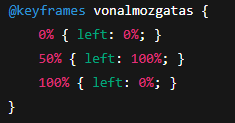 @keyframes vonalmozgatas {
0% { left: 0%; }
50% { left: 100%; }
100% { left: 0%; }
}